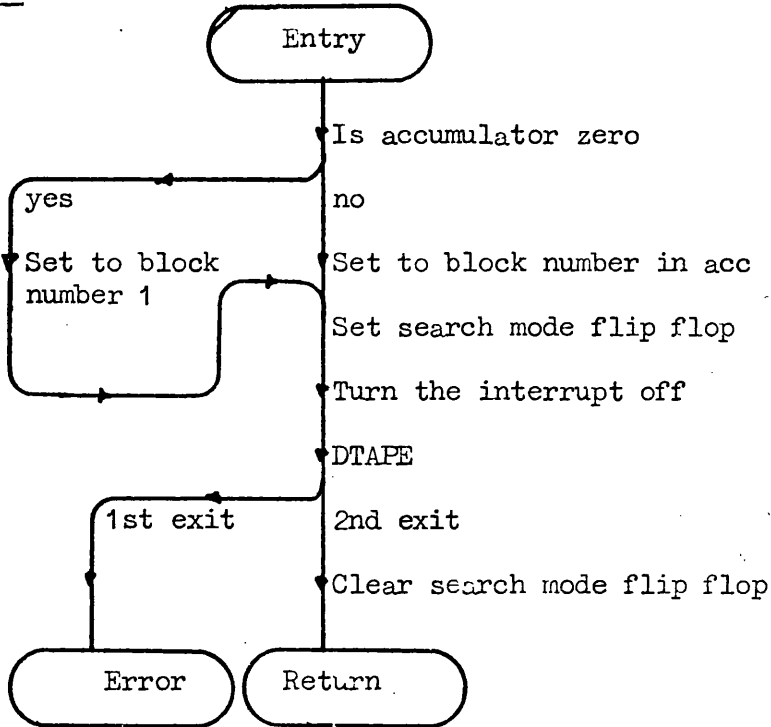 Entry
Is accumulator zero
yes
no
Set to block
number 1
Set to block number in acc
Set search mode flip flop
Turn the interrupt off
DTAPE
1st exit
2nd exit
Clear search mode flip flop
Error
Return